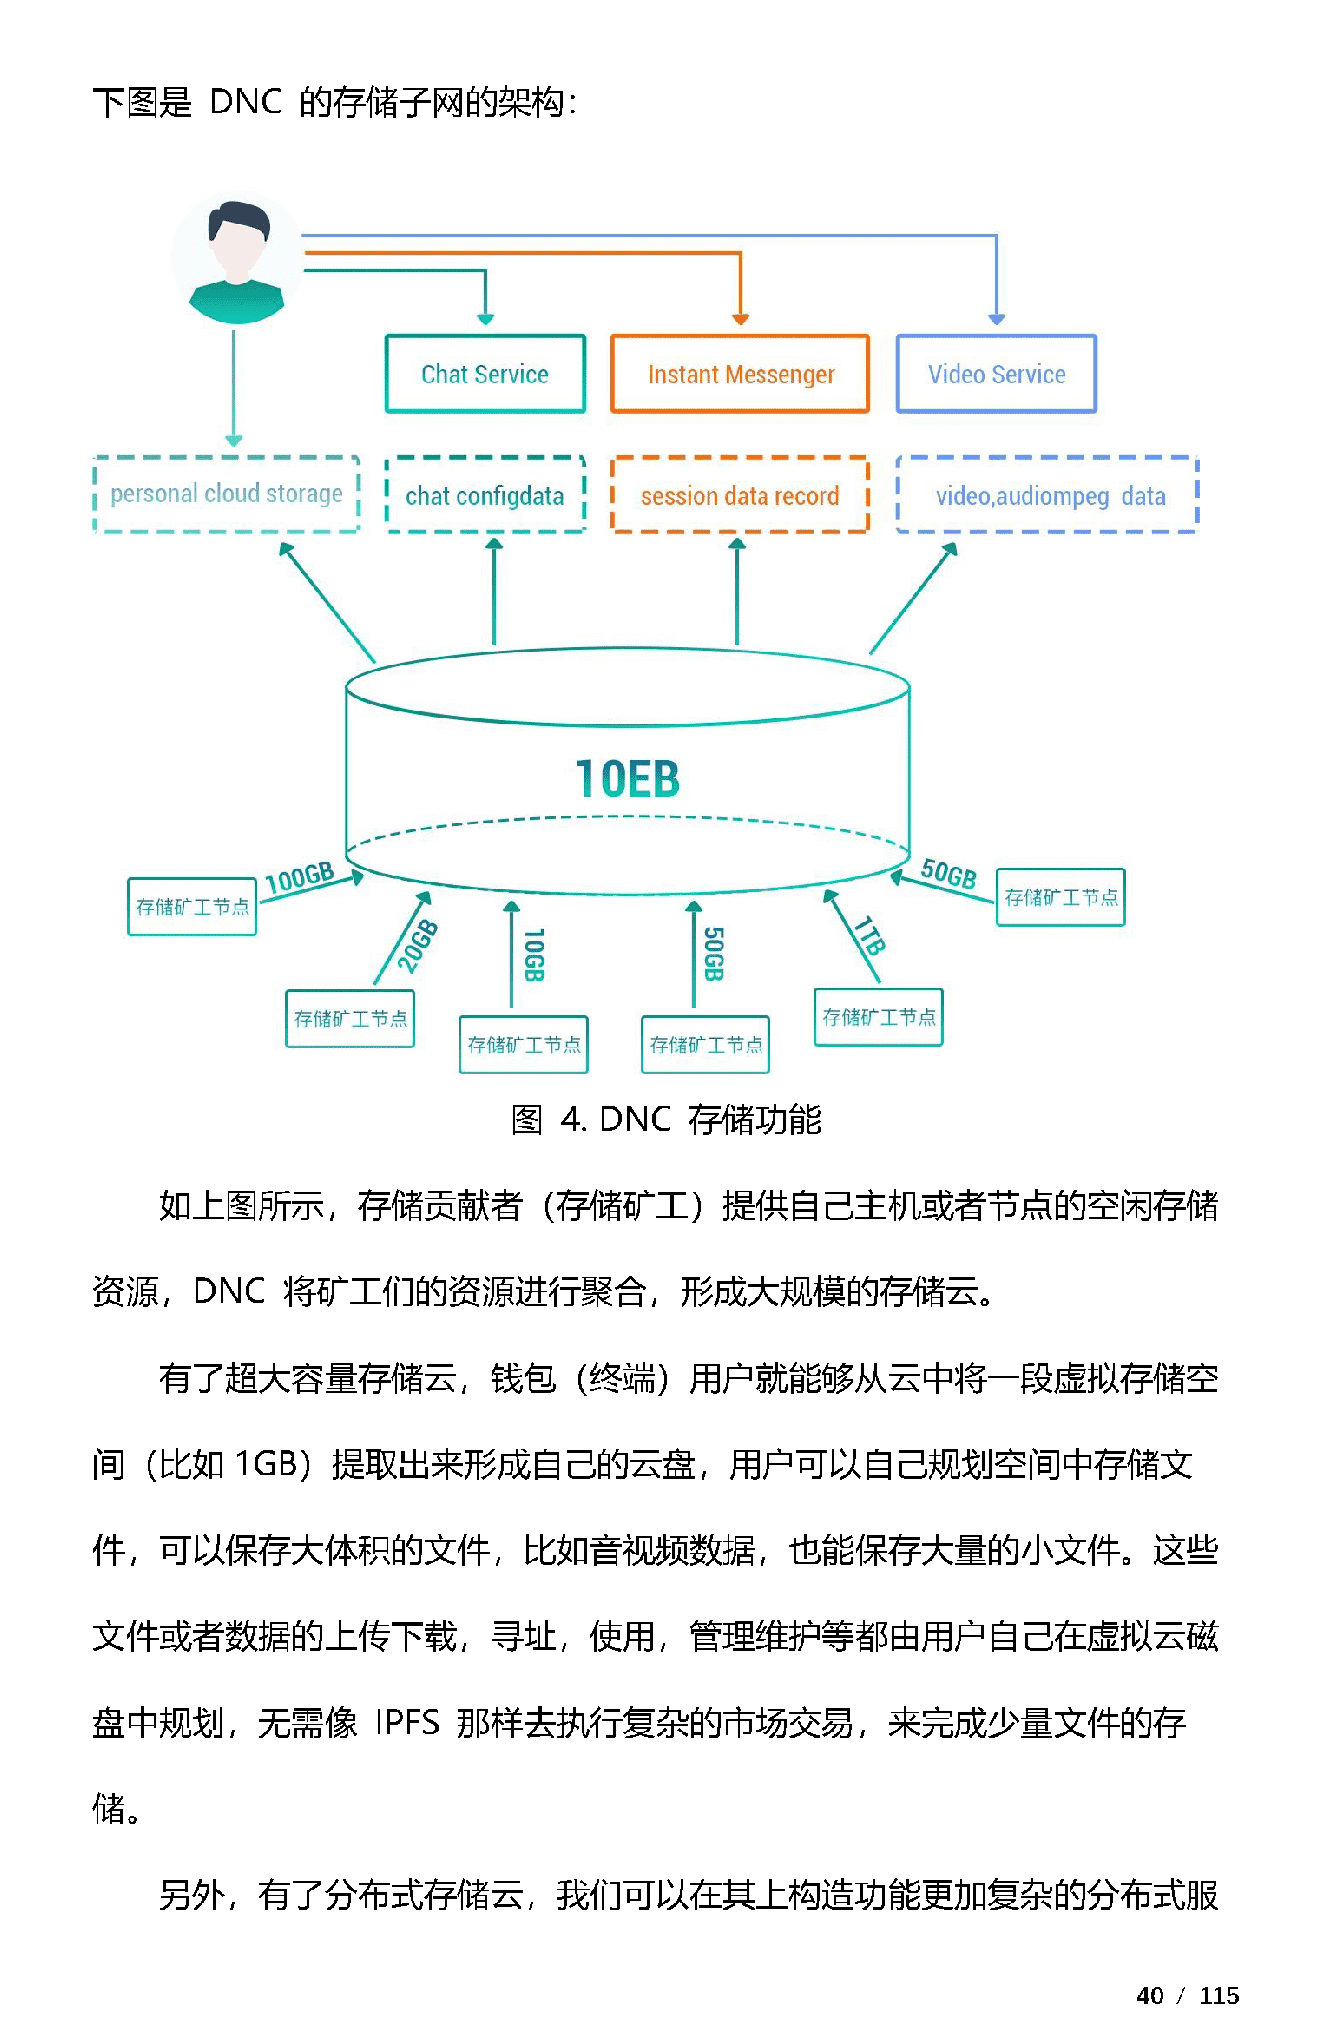 下图是 DNC 的存储子网的架构：
Chat Service
Instant Messenger
Video Service
personal cloud storage
chat configdata
session data record
video,audiompeg data
10EB
100GB
20GB
10GB
50GB
1TB
50GB
存储矿工节点
存储矿工节点
存储矿工节点
存储矿工节点
存储矿工节点
存储矿工节点
图 4. DNC 存储功能
如上图所示，存储贡献者（存储矿工）提供自己主机或者节点的空闲存储
资源，DNC 将矿工们的资源进行聚合，形成大规模的存储云。
有了超大容量存储云，钱包（终端）用户就能够从云中将一段虚拟存储空
间（比如 1GB）提取出来形成自己的云盘，用户可以自己规划空间中存储文
件，可以保存大体积的文件，比如音视频数据，也能保存大量的小文件。这些
文件或者数据的上传下载，寻址，使用，管理维护等都由用户自己在虚拟云磁
盘中规划，无需像 IPFS 那样去执行复杂的市场交易，来完成少量文件的存
储。
另外，有了分布式存储云，我们可以在其上构造功能更加复杂的分布式服
40 / 115